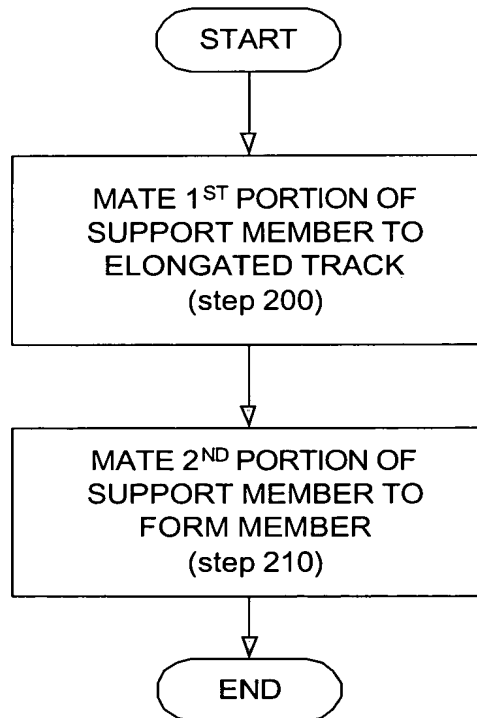 START
MATE 1ST PORTION OF
SUPPORT MEMBER TO
ELONGATED TRACK
(step 200)
MATE 2ND PORTION OF
SUPPORT MEMBER TO
FORM MEMBER
(step 210)
END